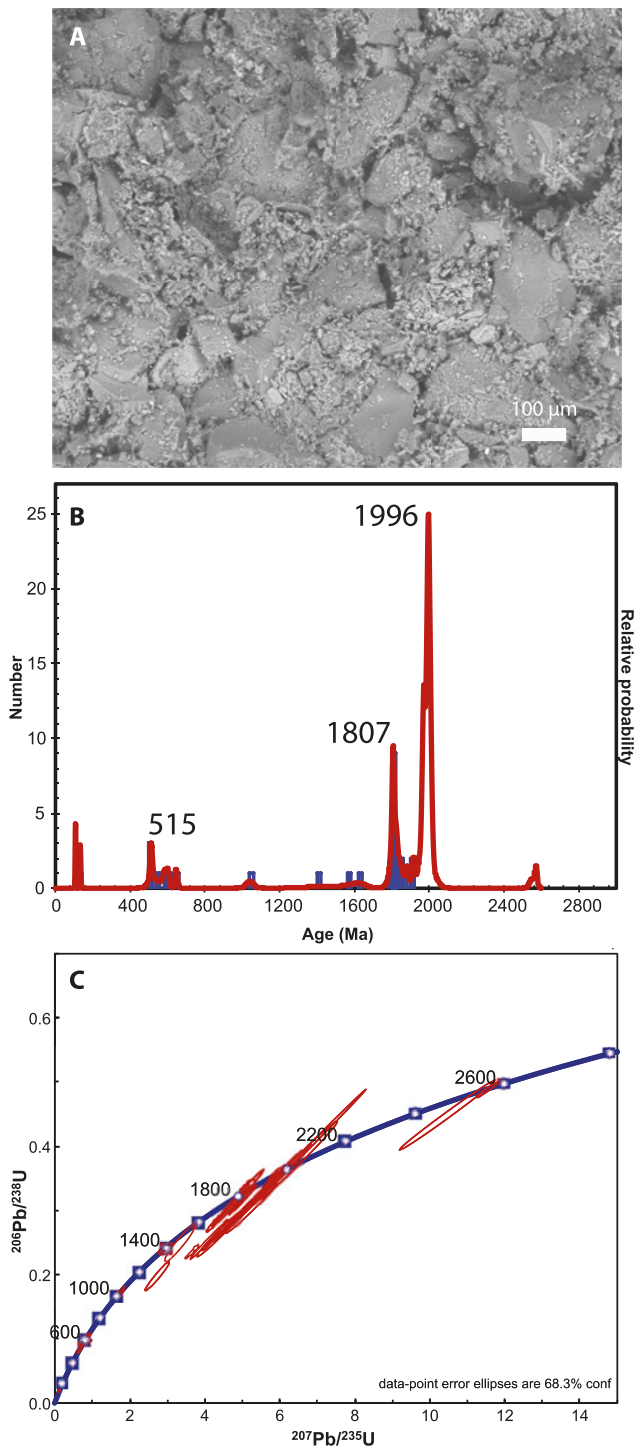 A
100 µm
B
1996
1807
515
25
20
15
10
5
0
Number
Relative probability
0 400 800 1200 1600 2000 2400 2800
Age (Ma)
C
0.6
0.4
0.2
0.0
²⁰⁶Pb/²³⁸U
2600
2200
1800
1400
1000
600
data-point error ellipses are 68.3% conf
0 2 4 6 8 10 12 14
²⁰⁷Pb/²³⁵U